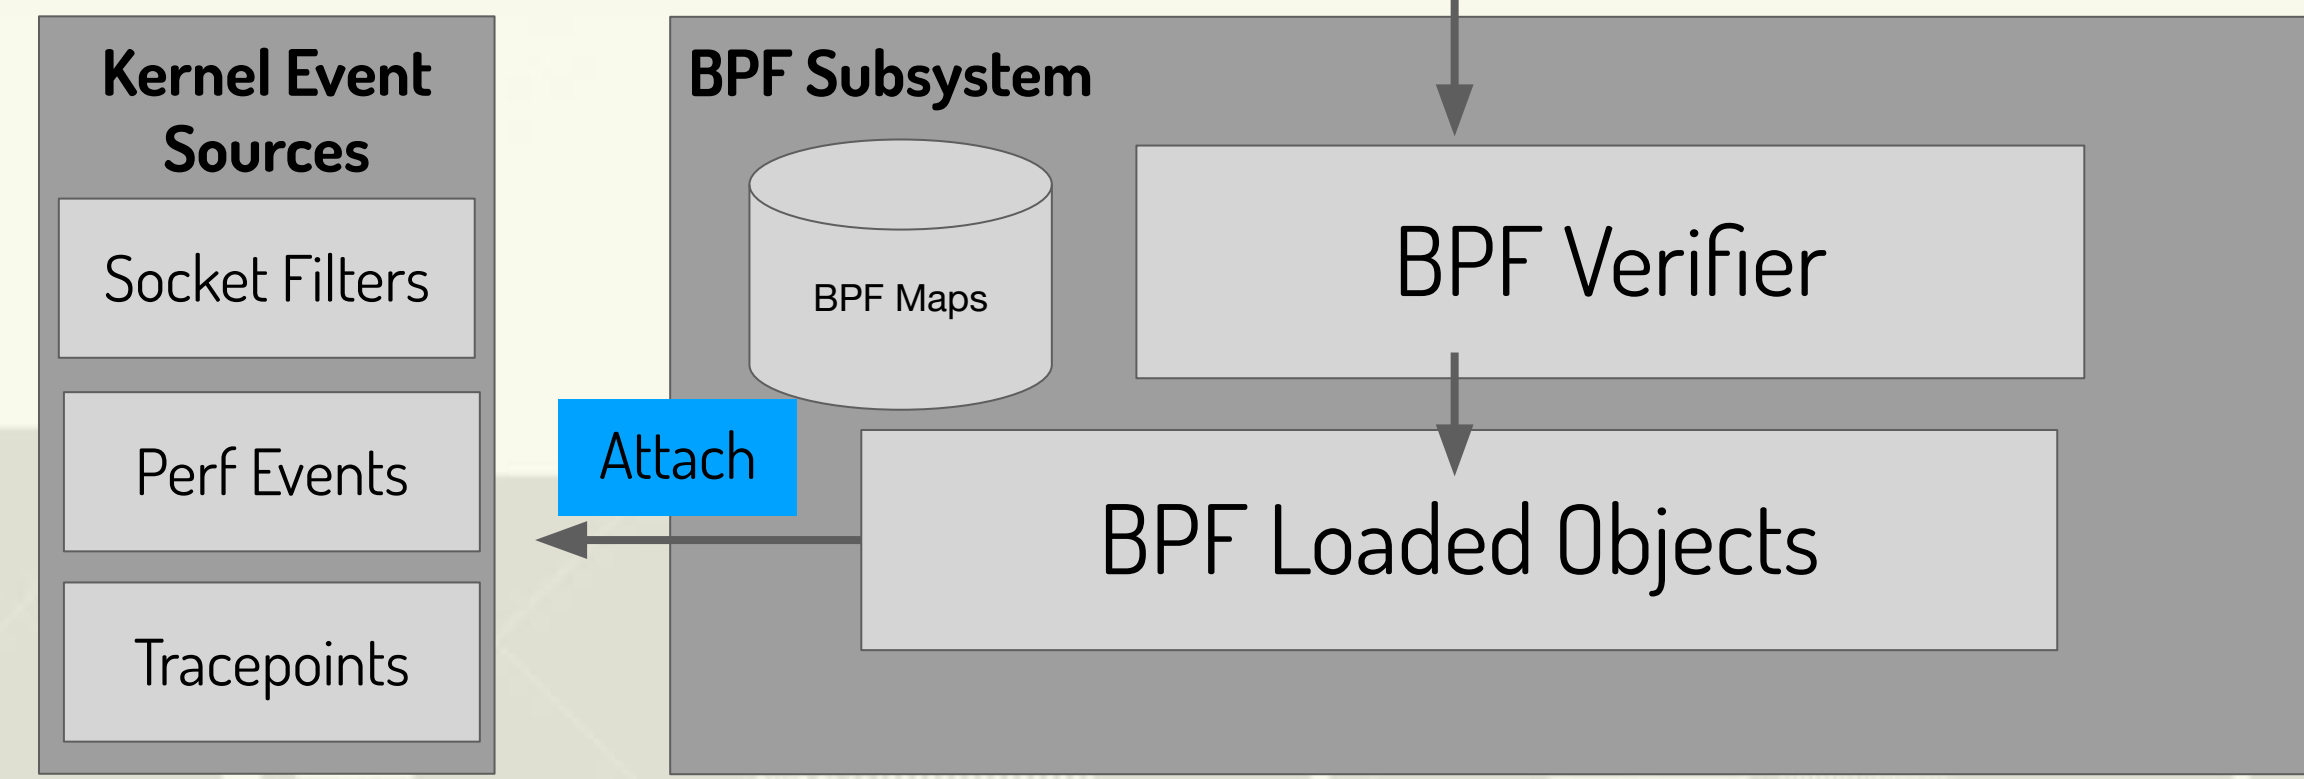 Kernel Event
Sources
Socket Filters
Perf Events
Tracepoints
BPF Subsystem
BPF Maps
BPF Verifier
Attach
BPF Loaded Objects